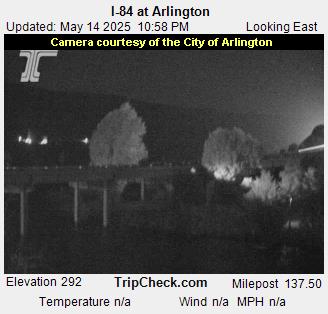 I-84 at Arlington
Updated: May 14 2025 10:58 PM Looking East
Camera courtesy of the City of Arlington
Elevation 292 TripCheck.com Milepost 137.50
Temperature n/a Wind n/a MPH n/a